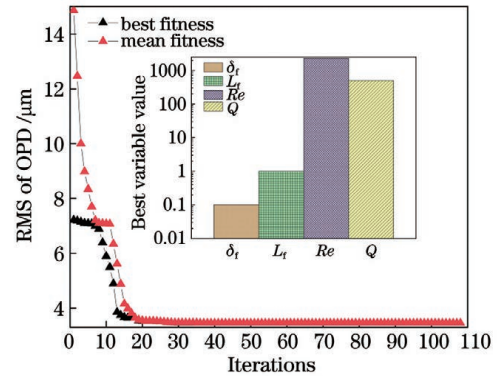 best fitness
mean fitness
RMS of OPD /μm
14
12
10
8
6
4
0 10 20 30 40 50 60 70 80 90 100 110
Iterations
Best variable value
1000
100
10
1
0.1
0.01
δf
Lf
Re
Q
δf Lf Re Q